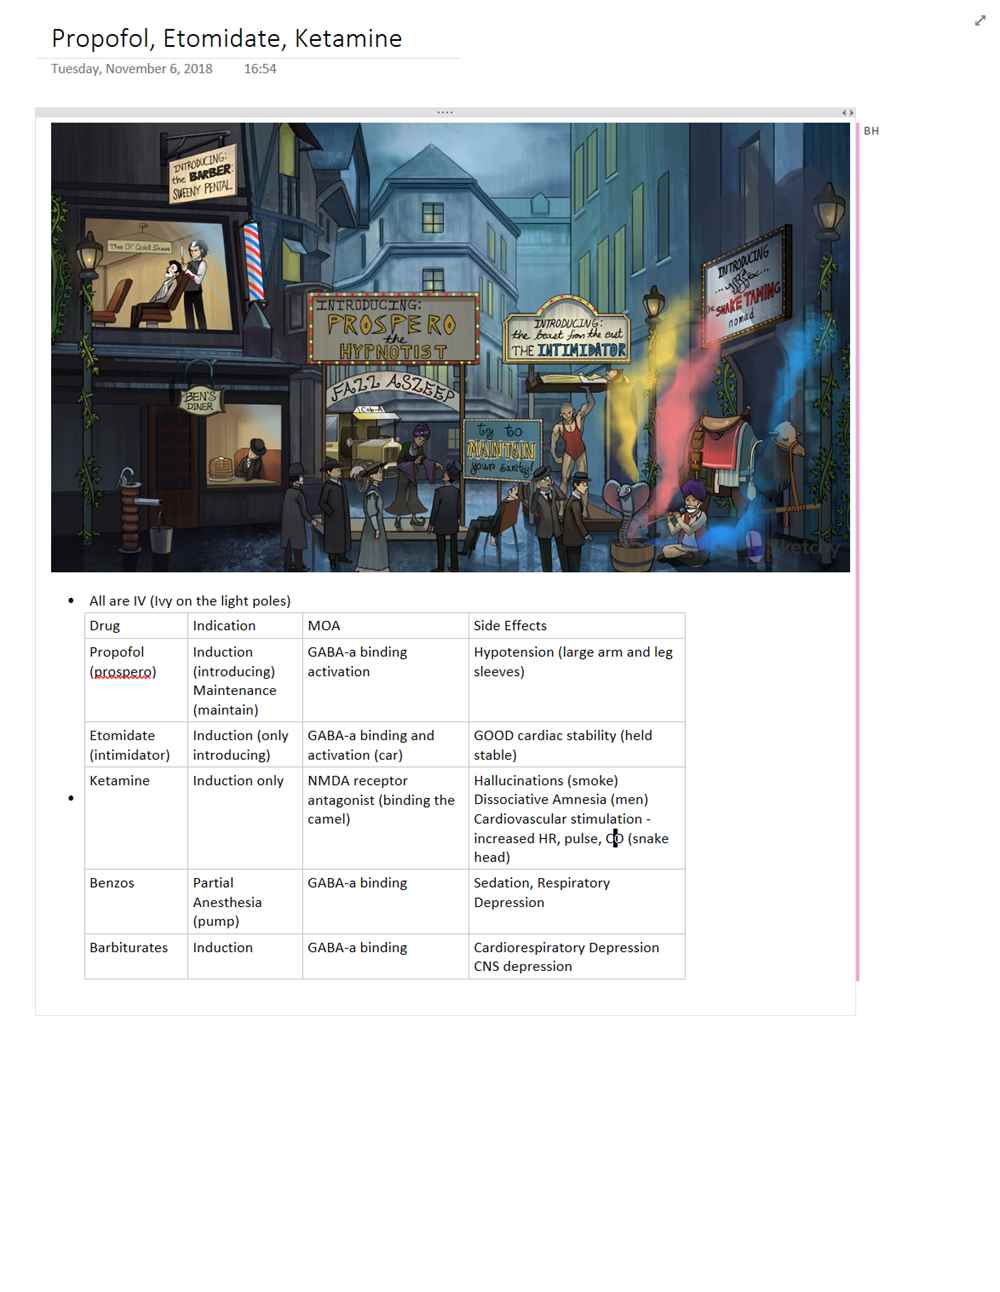 Propofol, Etomidate, Ketamine
Tuesday, November 6, 2018 16:54
BH
INTRODUCING:
the BARBER
SWEENY PENTAL
INTRODUCING:
PROSPERO
the
HYPNOTIST
FAZZ ASZEEP
INTRODUCING:
the beast from the east
THE INTIMIDATOR
INTRODUCING
SNAKE TAMING
nomad
BEN'S
DINER
try to
MAINTAIN
your sanity!
• All are IV (Ivy on the light poles)
Drug Indication MOA Side Effects
Propofol Induction GABA-a binding Hypotension (large arm and leg
(prospero) (introducing) activation sleeves)
Maintenance
(maintain)
Etomidate Induction (only GABA-a binding and GOOD cardiac stability (held
(intimidator) introducing) activation (car) stable)
Ketamine Induction only NMDA receptor Hallucinations (smoke)
• antagonist (binding the Dissociative Amnesia (men)
camel) Cardiovascular stimulation -
increased HR, pulse, CO (snake
head)
Benzos Partial GABA-a binding Sedation, Respiratory
Anesthesia Depression
(pump)
Barbiturates Induction GABA-a binding Cardiorespiratory Depression
CNS depression